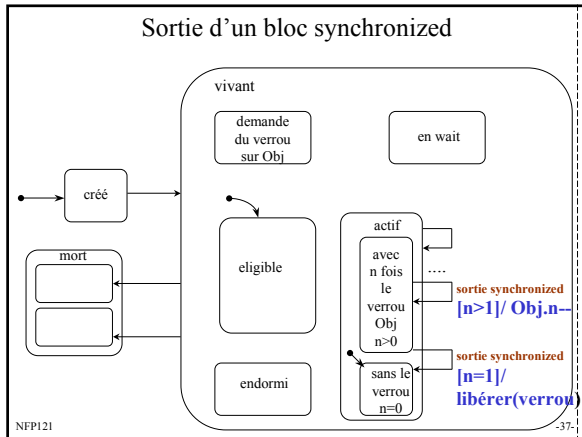 Sortie d'un bloc synchronized
vivant
demande
du verrou
sur Obj
en wait
créé
actif
mort
eligible
avec
n fois
le
verrou
Obj
n>0
....
sortie synchronized
[n>1]/ Obj.n--
sortie synchronized
[n=1]/
libérer(verrou)
endormi
sans le
verrou
n=0
NFP121
-37-